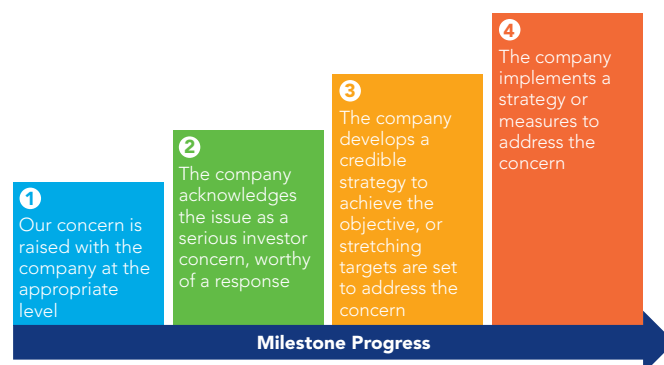 1
Our concern is
raised with the
company at the
appropriate
level
2
The company
acknowledges
the issue as a
serious investor
concern, worthy
of a response
3
The company
develops a
credible
strategy to
achieve the
objective, or
stretching
targets are set
to address the
concern
4
The company
implements a
strategy or
measures to
address the
concern
Milestone Progress